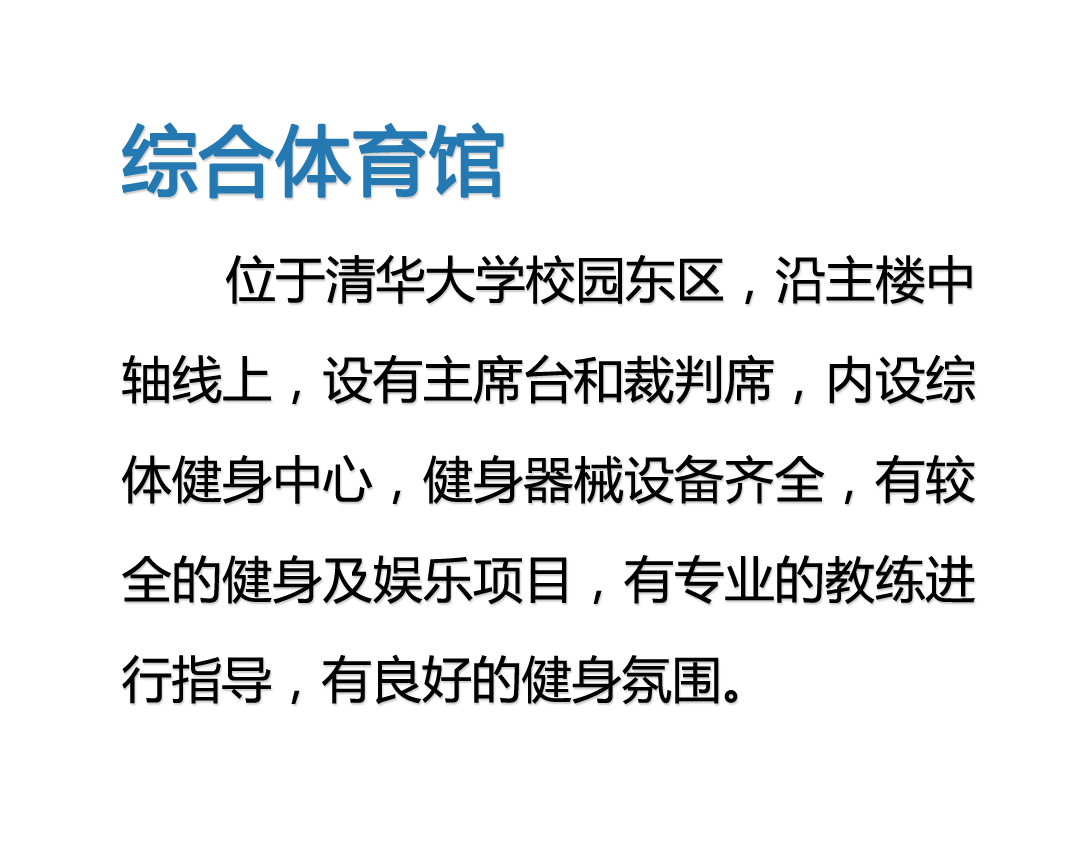 综合体育馆
位于清华大学校园东区，沿主楼中
轴线上，设有主席台和裁判席，内设综
体健身中心，健身器械设备齐全，有较
全的健身及娱乐项目，有专业的教练进
行指导，有良好的健身氛围。